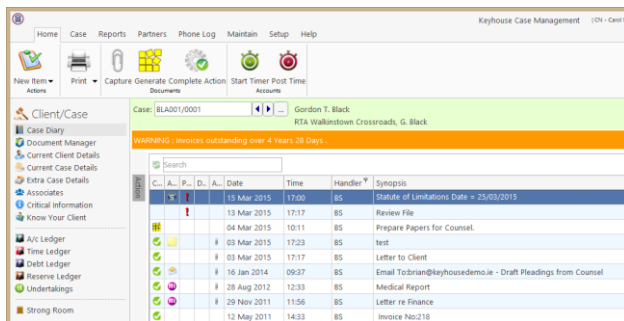 Keyhouse Case Management | CN - Carol
Home Case Reports Partners Phone Log Maintain Setup Help
New Item Print Capture Generate Complete Action Start Timer Post Time
Actions Documents Accounts
Client/Case
Case Diary
Document Manager
Current Client Details
Current Case Details
Extra Case Details
Associates
Critical Information
Know Your Client
A/c Ledger
Time Ledger
Debt Ledger
Reserve Ledger
Undertakings
Strong Room
Case: BLA001/0001 ... Gordon T. Black
RTA Walkinstown Crossroads, G. Black
WARNING : Invoices outstanding over 4 Years 28 Days .
Search
Action
C... A... P... D.. A... Date Time Handler Synopsis
15 Mar 2015 17:00 BS Statute of Limitations Date = 25/03/2015
13 Mar 2015 17:17 BS Review File
04 Mar 2015 10:11 BS Prepare Papers for Counsel.
03 Mar 2015 17:23 BS test
03 Mar 2015 17:17 BS Letter to Client
16 Jan 2014 09:37 BS Email To:brian@keyhousedemo.ie - Draft Pleadings from Counsel
28 Aug 2012 12:33 BS Medical Report
29 Nov 2011 11:56 BS Letter re Finance
12 May 2011 14:33 BS Invoice No:218